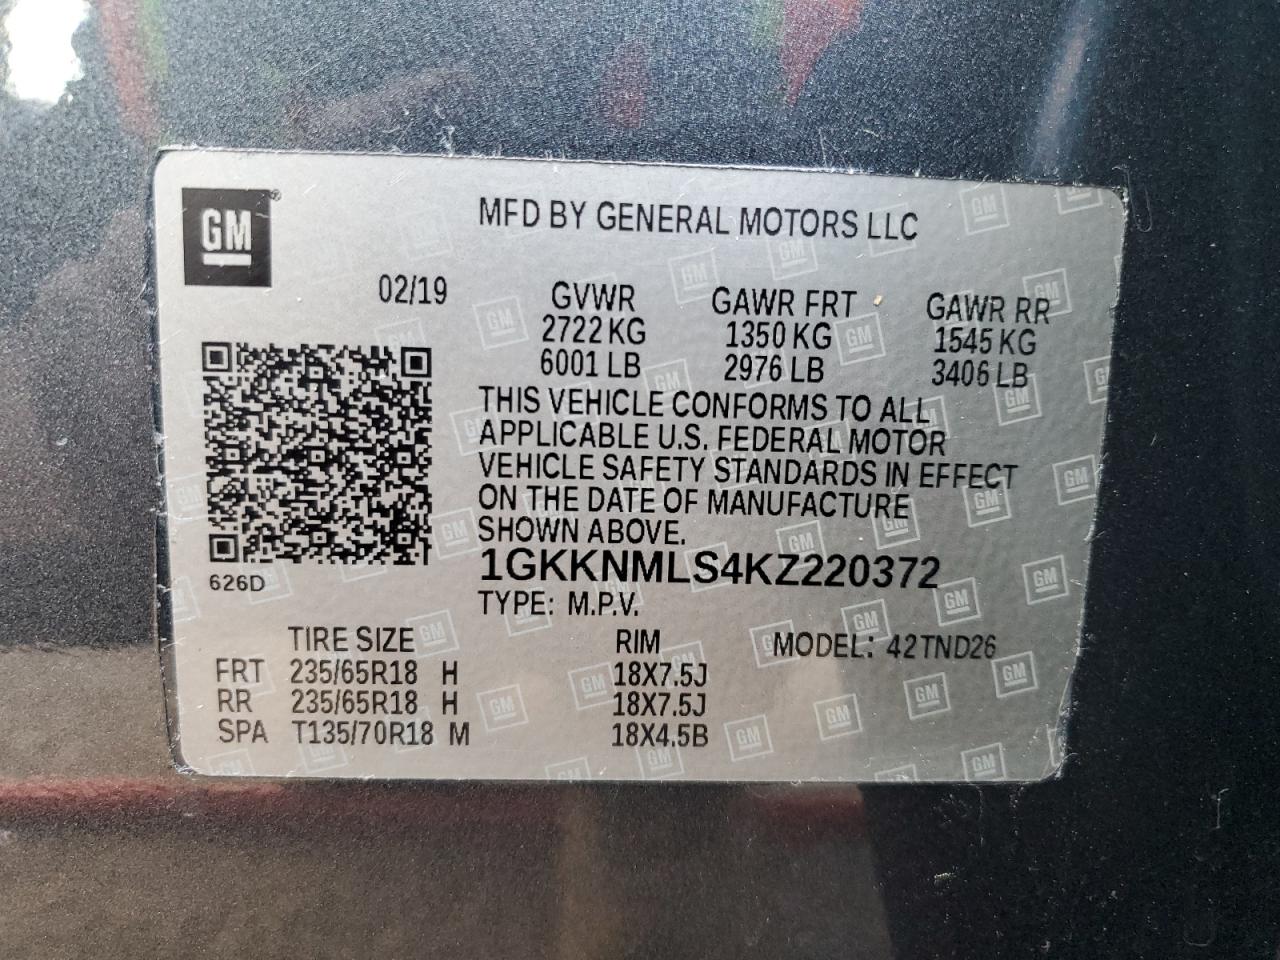 GM®
MFD BY GENERAL MOTORS LLC
02/19
GVWR GAWR FRT GAWR RR
2722 KG 1350 KG 1545 KG
6001 LB 2976 LB 3406 LB
THIS VEHICLE CONFORMS TO ALL
APPLICABLE U.S. FEDERAL MOTOR
VEHICLE SAFETY STANDARDS IN EFFECT
ON THE DATE OF MANUFACTURE
SHOWN ABOVE.
1GKKNMLS4KZ220372
626D
TYPE: M.P.V.
TIRE SIZE RIM MODEL: 42TND26
FRT 235/65R18 H 18X7.5J
RR 235/65R18 H 18X7.5J
SPA T135/70R18 M 18X4.5B